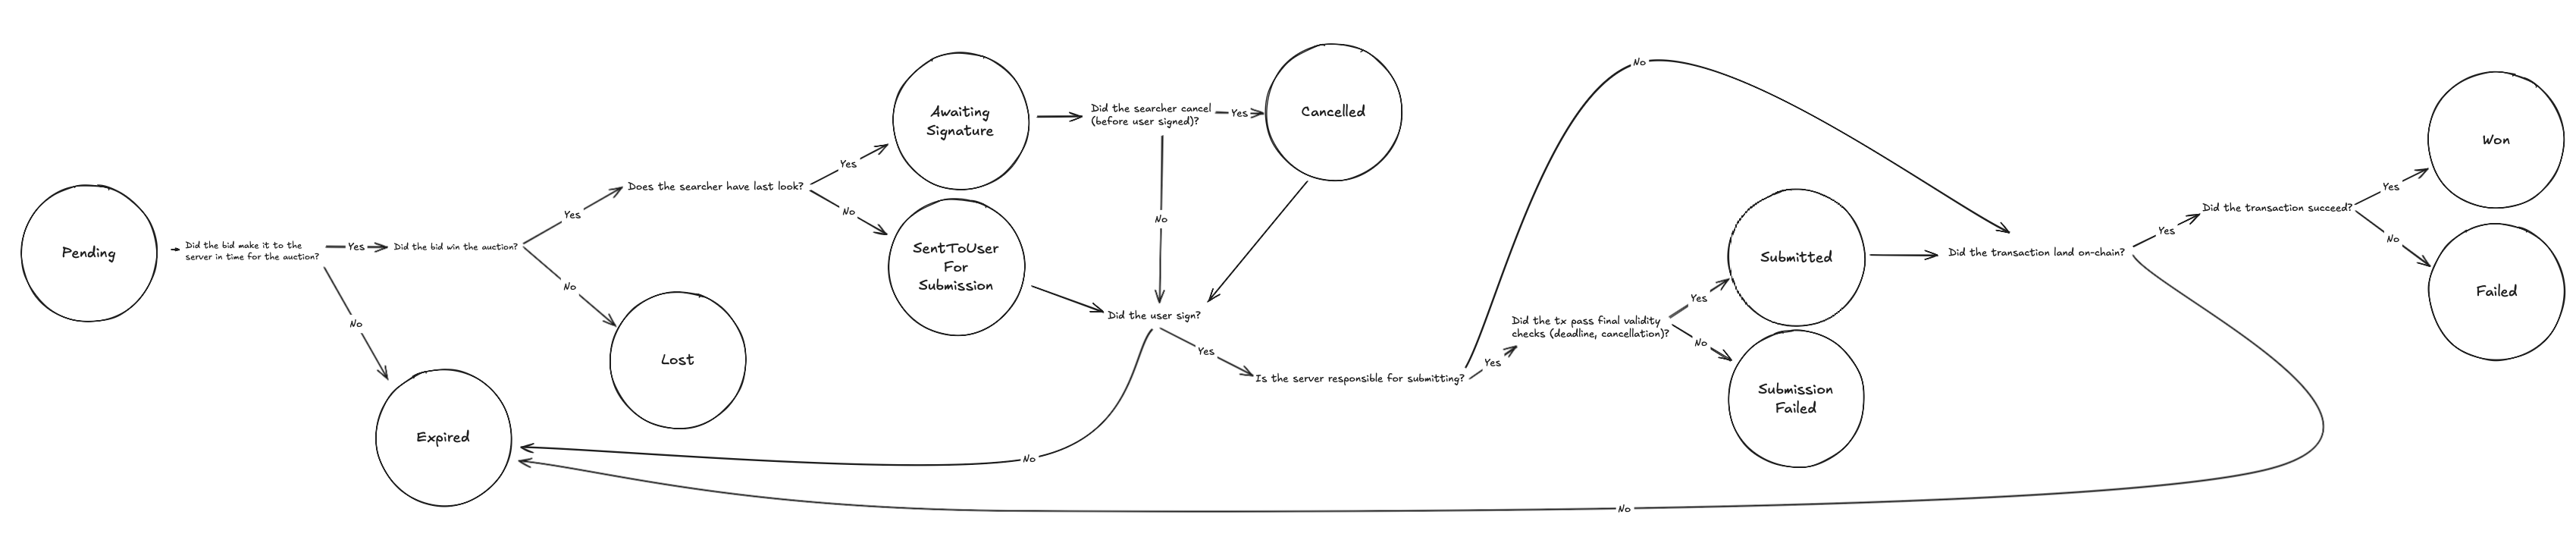 Pending
Did the bid make it to the
server in time for the auction?
Yes
No
Expired
Did the bid win the auction?
Yes
No
Lost
Does the searcher have last look?
Yes
No
Awaiting
Signature
SentToUser
For
Submission
Did the searcher cancel
(before user signed)?
Yes
No
Cancelled
Did the user sign?
Yes
No
Is the server responsible for submitting?
No
Yes
Did the tx pass final validity
checks (deadline, cancellation)?
Yes
No
Submitted
Submission
Failed
Did the transaction land on-chain?
Yes
No
Did the transaction succeed?
Yes
No
Won
Failed